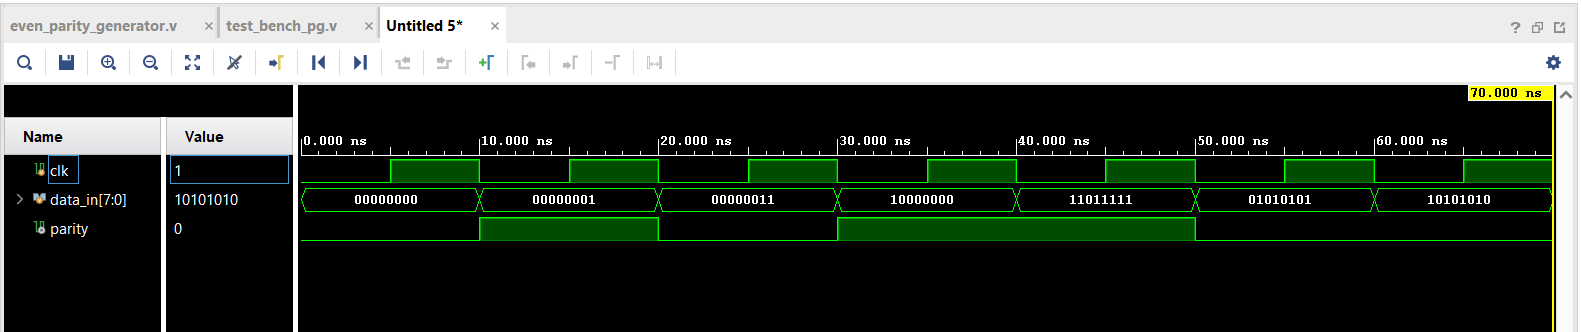 even_parity_generator.v × test_bench_pg.v × Untitled 5* ×
70.000 ns
Name Value
0.000 ns 10.000 ns 20.000 ns 30.000 ns 40.000 ns 50.000 ns 60.000 ns
clk 1
data_in[7:0] 10101010 00000000 00000001 00000011 10000000 11011111 01010101 10101010
parity 0